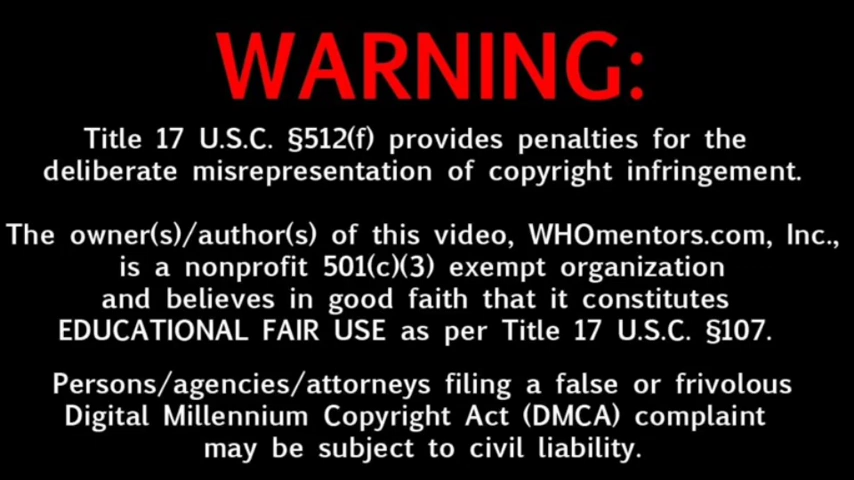 WARNING:
Title 17 U.S.C. §512(f) provides penalties for the
deliberate misrepresentation of copyright infringement.
The owner(s)/author(s) of this video, WHOmentors.com, Inc.,
is a nonprofit 501(c)(3) exempt organization
and believes in good faith that it constitutes
EDUCATIONAL FAIR USE as per Title 17 U.S.C. §107.
Persons/agencies/attorneys filing a false or frivolous
Digital Millennium Copyright Act (DMCA) complaint
may be subject to civil liability.